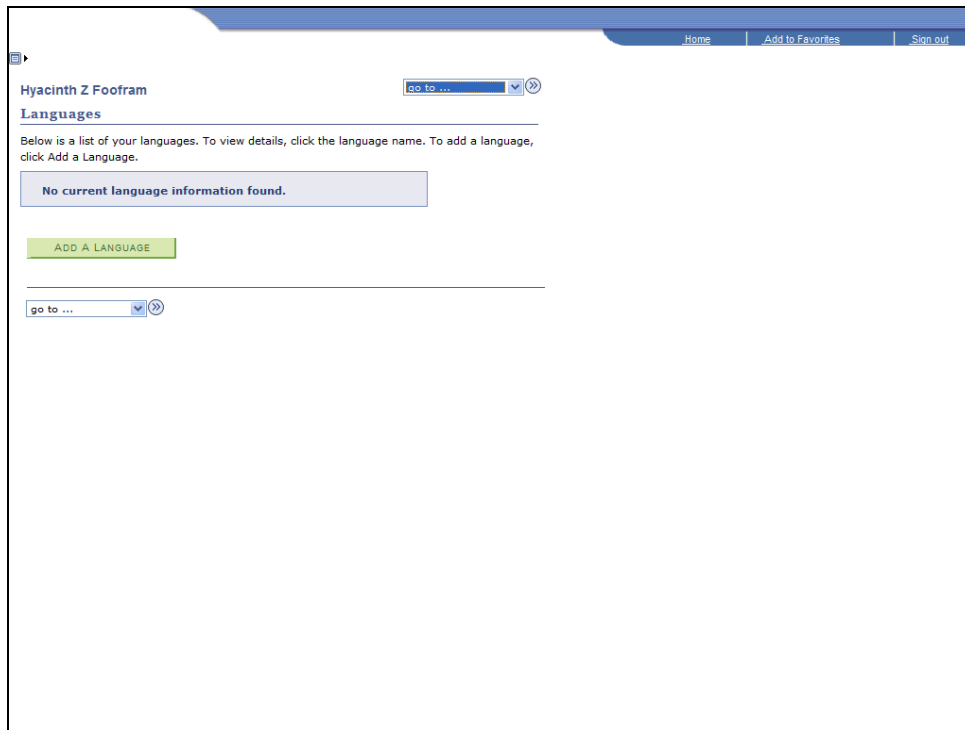 Home Add to Favorites Sign out
Hyacinth Z Foofram
go to ...
Languages
Below is a list of your languages. To view details, click the language name. To add a language,
click Add a Language.
No current language information found.
ADD A LANGUAGE
go to ...